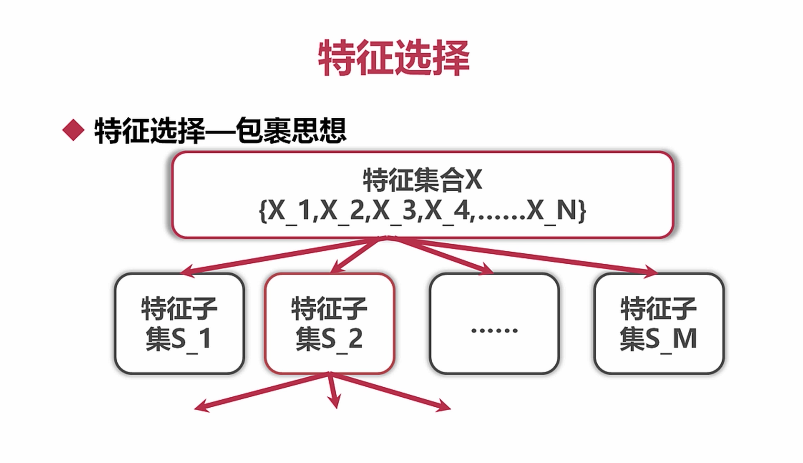 特征选择
特征选择—包裹思想
特征集合X
{X_1,X_2,X_3,X_4,……X_N}
特征子
集S_1
特征子
集S_2
……
特征子
集S_M